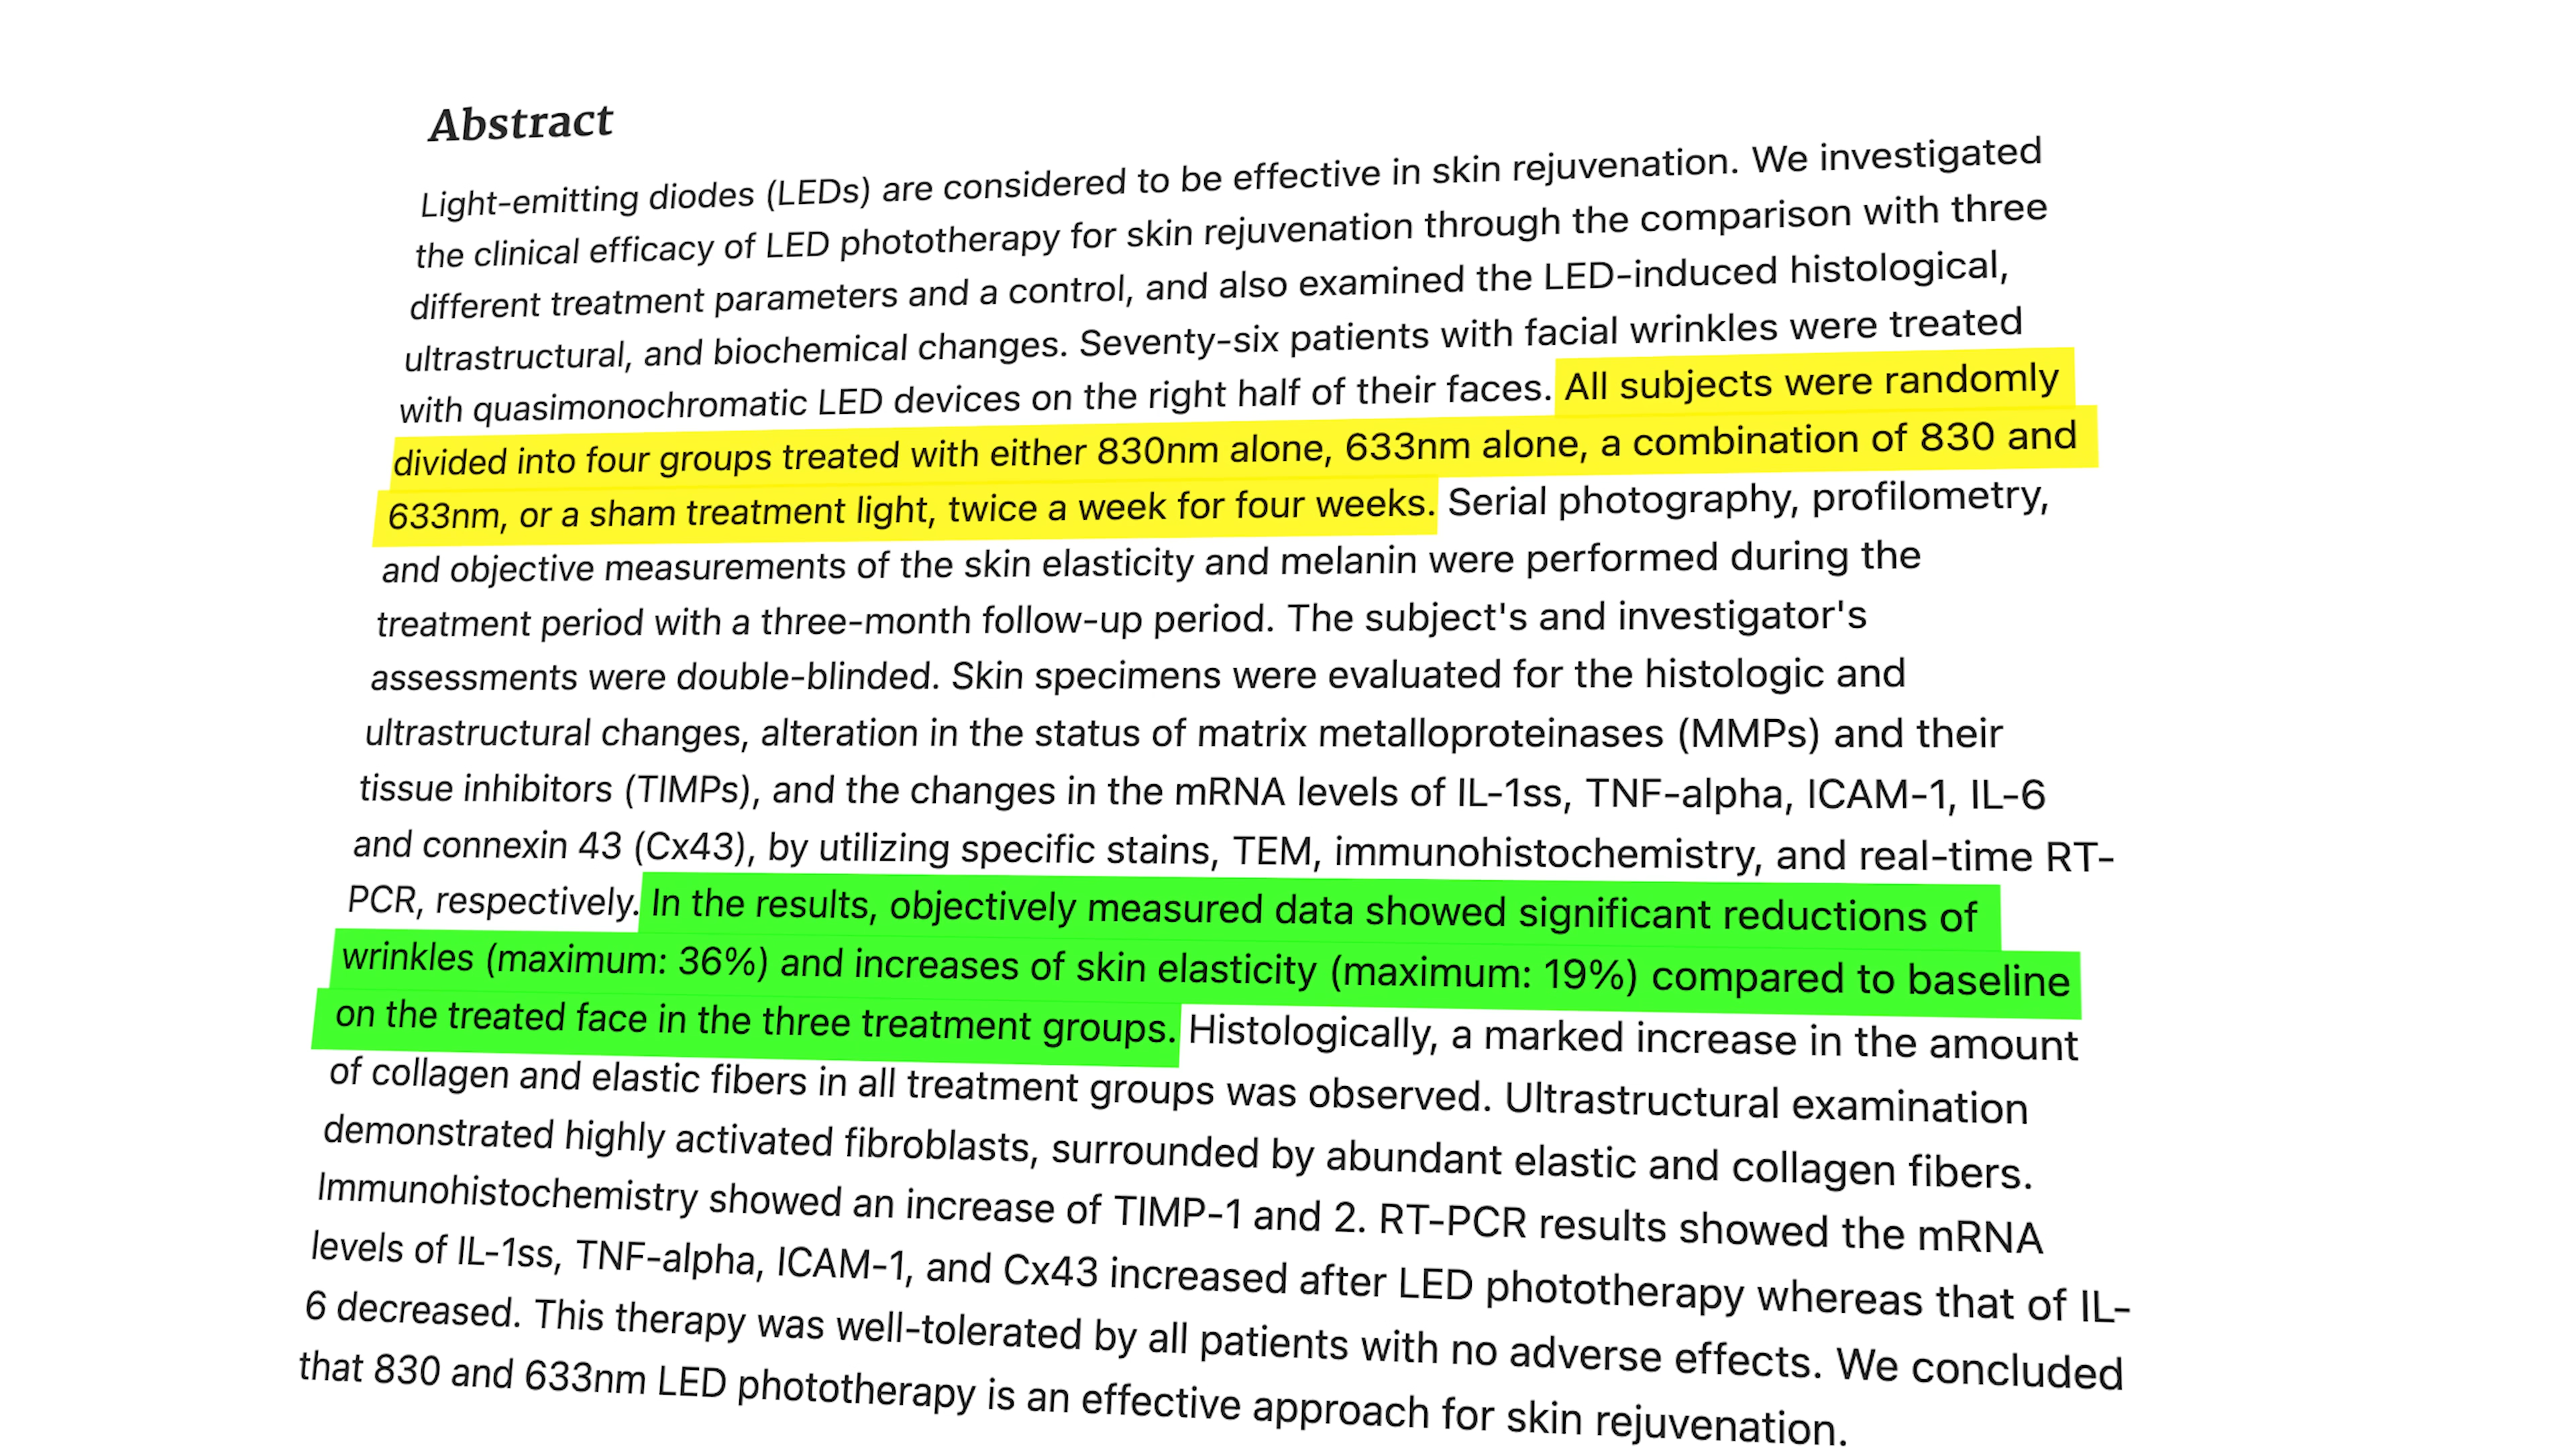 Abstract
Light-emitting diodes (LEDs) are considered to be effective in skin rejuvenation. We investigated
the clinical efficacy of LED phototherapy for skin rejuvenation through the comparison with three
different treatment parameters and a control, and also examined the LED-induced histological,
ultrastructural, and biochemical changes. Seventy-six patients with facial wrinkles were treated
with quasimonochromatic LED devices on the right half of their faces. All subjects were randomly
divided into four groups treated with either 830nm alone, 633nm alone, a combination of 830 and
633nm, or a sham treatment light, twice a week for four weeks. Serial photography, profilometry,
and objective measurements of the skin elasticity and melanin were performed during the
treatment period with a three-month follow-up period. The subject's and investigator's
assessments were double-blinded. Skin specimens were evaluated for the histologic and
ultrastructural changes, alteration in the status of matrix metalloproteinases (MMPs) and their
tissue inhibitors (TIMPs), and the changes in the mRNA levels of IL-1ss, TNF-alpha, ICAM-1, IL-6
and connexin 43 (Cx43), by utilizing specific stains, TEM, immunohistochemistry, and real-time RT-
PCR, respectively. In the results, objectively measured data showed significant reductions of
wrinkles (maximum: 36%) and increases of skin elasticity (maximum: 19%) compared to baseline
on the treated face in the three treatment groups. Histologically, a marked increase in the amount
of collagen and elastic fibers in all treatment groups was observed. Ultrastructural examination
demonstrated highly activated fibroblasts, surrounded by abundant elastic and collagen fibers.
Immunohistochemistry showed an increase of TIMP-1 and 2. RT-PCR results showed the mRNA
levels of IL-1ss, TNF-alpha, ICAM-1, and Cx43 increased after LED phototherapy whereas that of IL-
6 decreased. This therapy was well-tolerated by all patients with no adverse effects. We concluded
that 830 and 633nm LED phototherapy is an effective approach for skin rejuvenation.